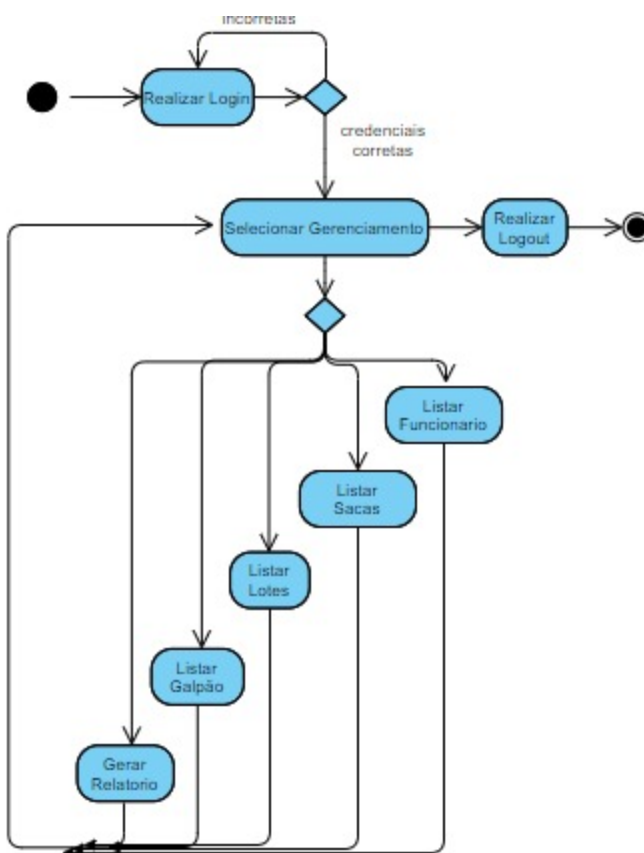 incorretas
Realizar Login
credenciais
corretas
Selecionar Gerenciamento
Realizar
Logout
Listar
Funcionario
Listar
Sacas
Listar
Lotes
Listar
Galpão
Gerar
Relatorio